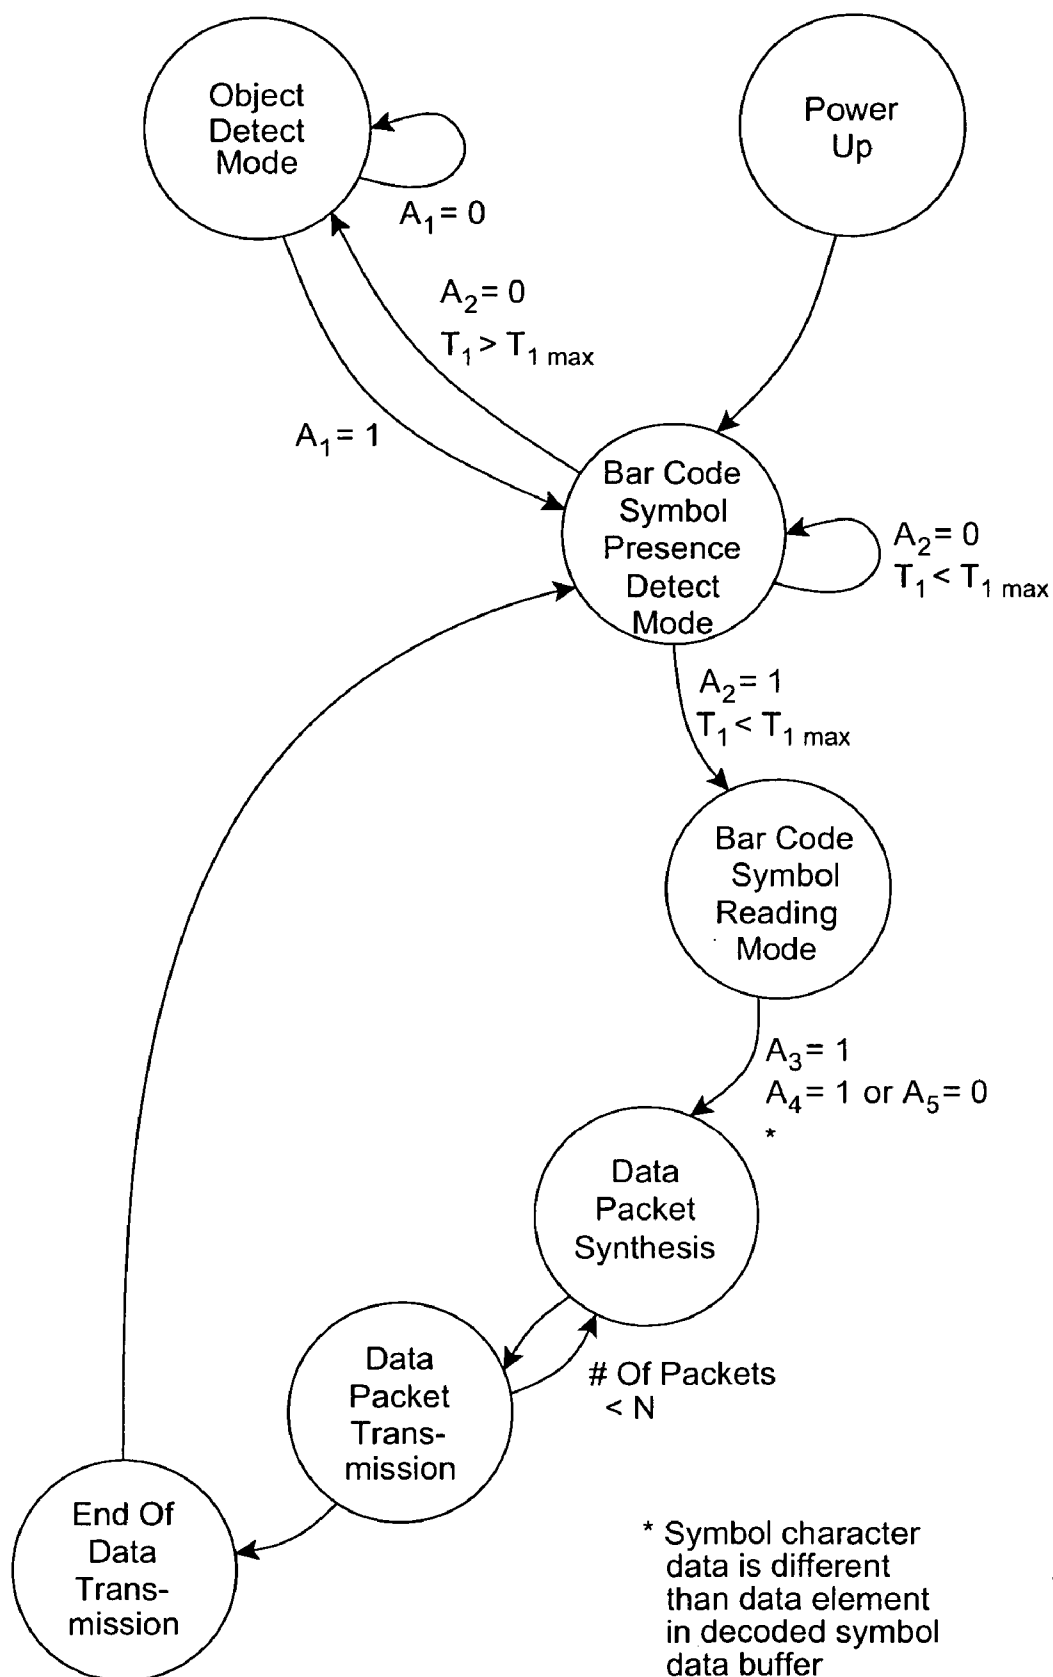 Object
Detect
Mode
Power
Up
A₁ = 0
A₂ = 0
T₁ > T₁ max
A₁ = 1
Bar Code
Symbol
Presence
Detect
Mode
A₂ = 0
T₁ < T₁ max
A₂ = 1
T₁ < T₁ max
Bar Code
Symbol
Reading
Mode
A₃ = 1
A₄ = 1 or A₅ = 0
*
Data
Packet
Synthesis
# Of Packets
< N
Data
Packet
Trans-
mission
End Of
Data
Trans-
mission
* Symbol character
data is different
than data element
in decoded symbol
data buffer